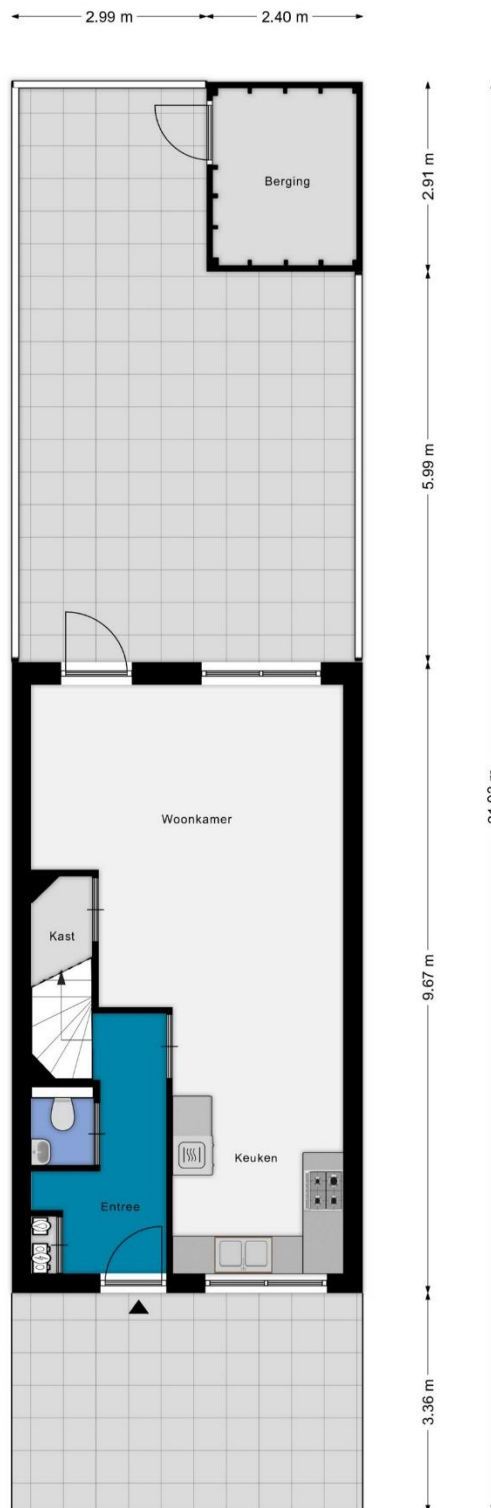 2.99 m
2.40 m
Berging
2.91 m
5.99 m
Woonkamer
Kast
9.67 m
Keuken
Entree
3.36 m